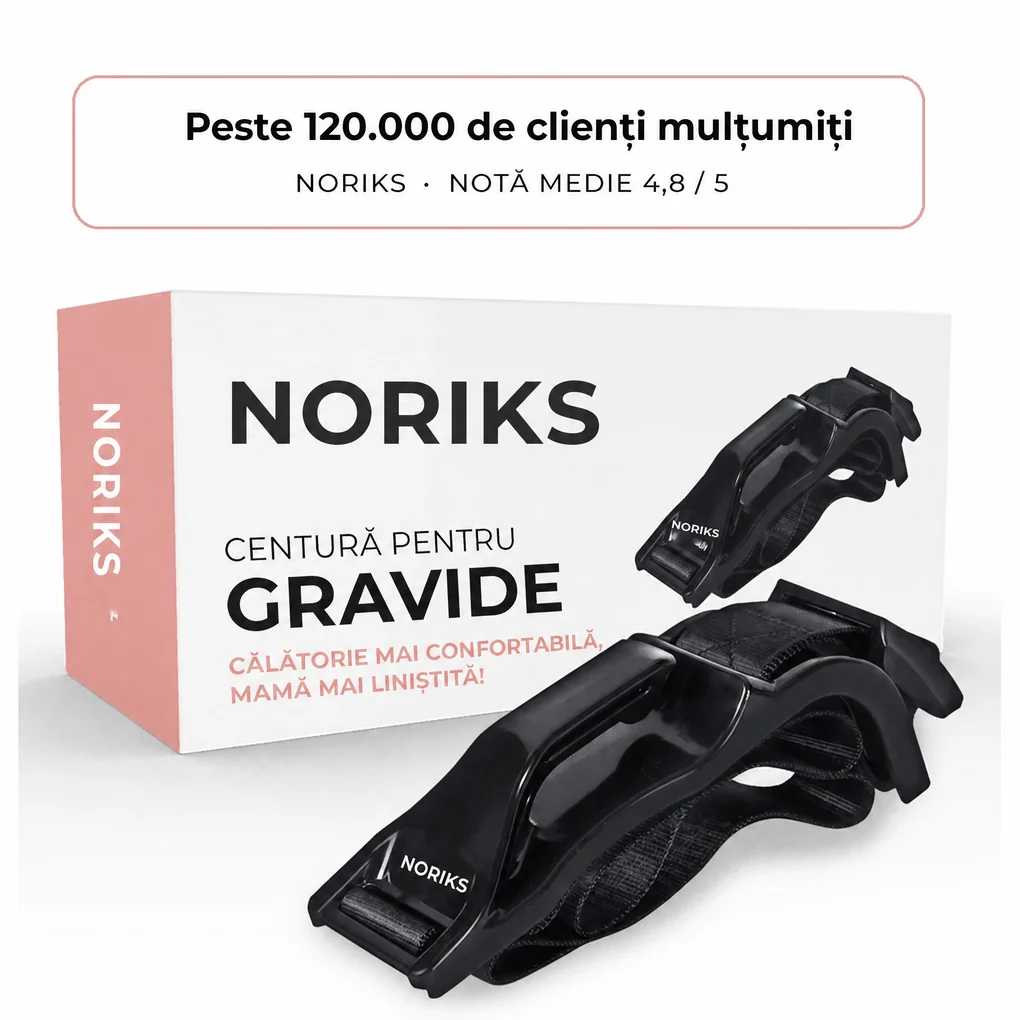 Peste 120.000 de clienți mulțumiți
NORIKS • NOTĂ MEDIE 4,8 / 5
NORIKS
NORIKS
CENTURĂ PENTRU
GRAVIDE
CĂLĂTORIE MAI CONFORTABILĂ,
MAMĂ MAI LINIȘTITĂ!
NORIKS
NORIKS